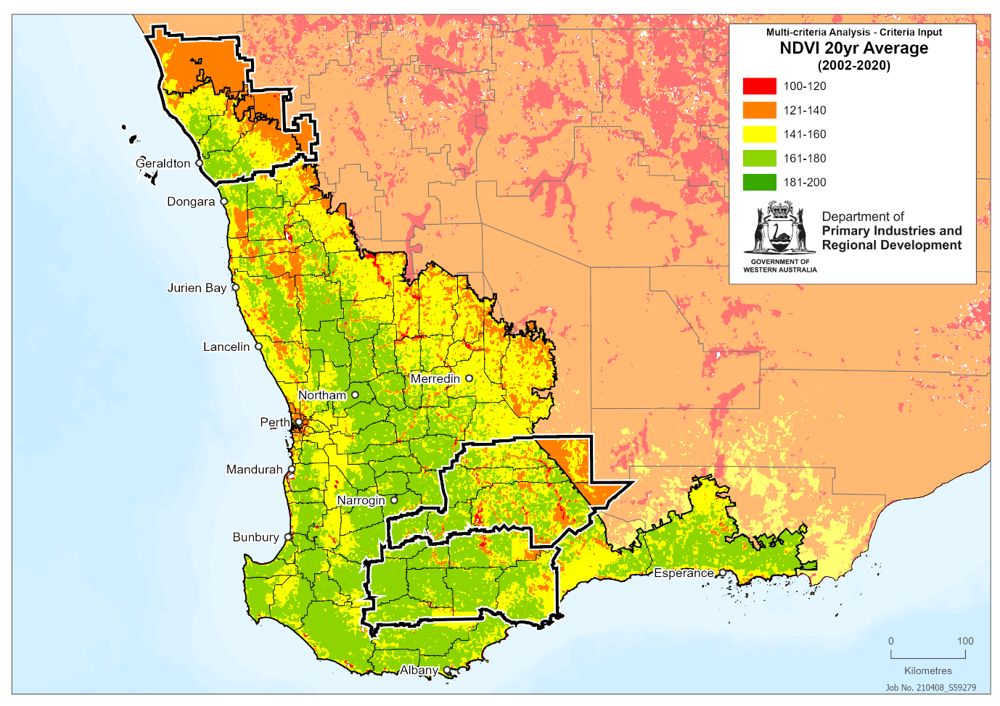 Multi-criteria Analysis - Criteria Input
NDVI 20yr Average
(2002-2020)
100-120
121-140
141-160
161-180
181-200
Department of
Primary Industries and
Regional Development
GOVERNMENT OF
WESTERN AUSTRALIA
Geraldton
Dongara
Jurien Bay
Lancelin
Merredin
Northam
Perth
Mandurah
Narrogin
Bunbury
Esperance
Albany
0 100
Kilometres
Job No. 210408_S59279